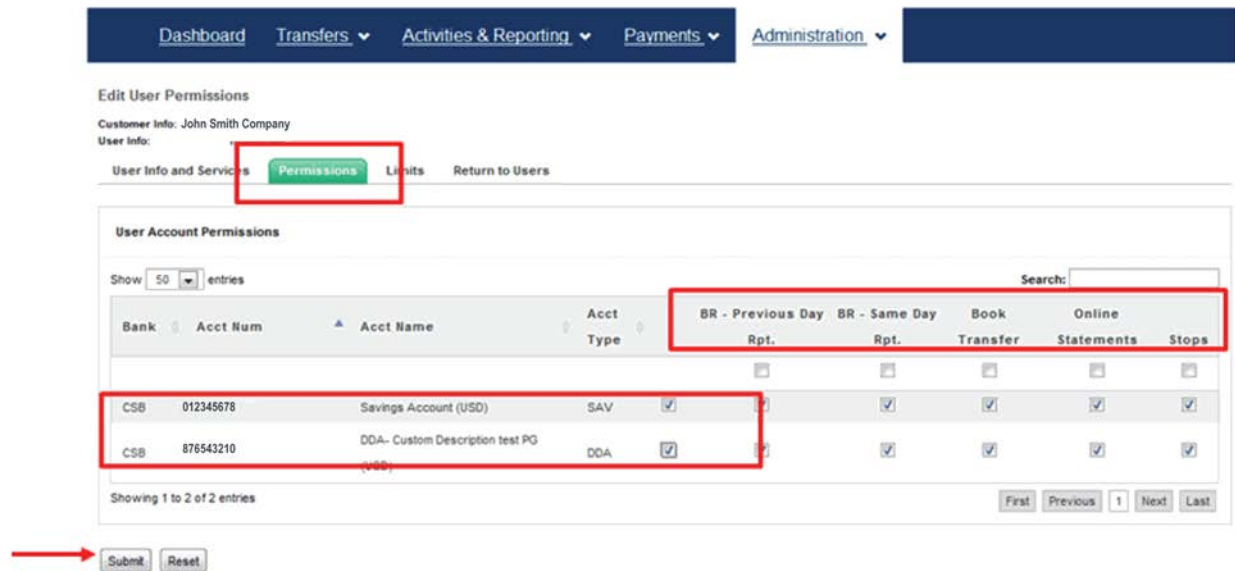 Dashboard Transfers Activities & Reporting Payments Administration
Edit User Permissions
Customer Info: John Smith Company
User Info:
User Info and Services Permissions Limits Return to Users
User Account Permissions
Show 50 entries Search:
Bank Acct Num Acct Name Acct Type BR - Previous Day Rpt. BR - Same Day Rpt. Book Transfer Online Statements Stops
CSB 012345678 Savings Account (USD) SAV
CSB 876543210 DDA- Custom Description test PG (USD) DDA
Showing 1 to 2 of 2 entries First Previous 1 Next Last
Submit Reset